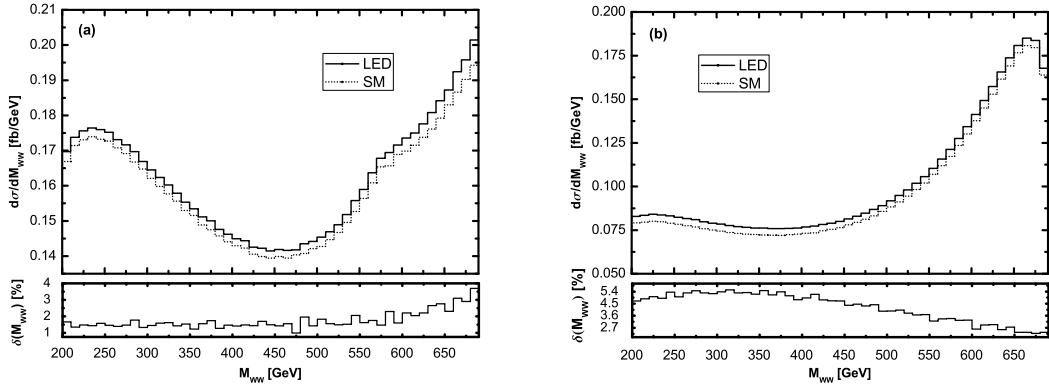 (a)
LED
SM
dσ/dM_WW [fb/GeV]
0.21
0.20
0.19
0.18
0.17
0.16
0.15
0.14
δ(M_WW) [%]
4
3
2
1
200 250 300 350 400 450 500 550 600 650
M_WW [GeV]
(b)
LED
SM
dσ/dM_WW [fb/GeV]
0.200
0.175
0.150
0.125
0.100
0.075
0.050
δ(M_WW) [%]
5.4
4.5
3.6
2.7
200 250 300 350 400 450 500 550 600 650
M_WW [GeV]